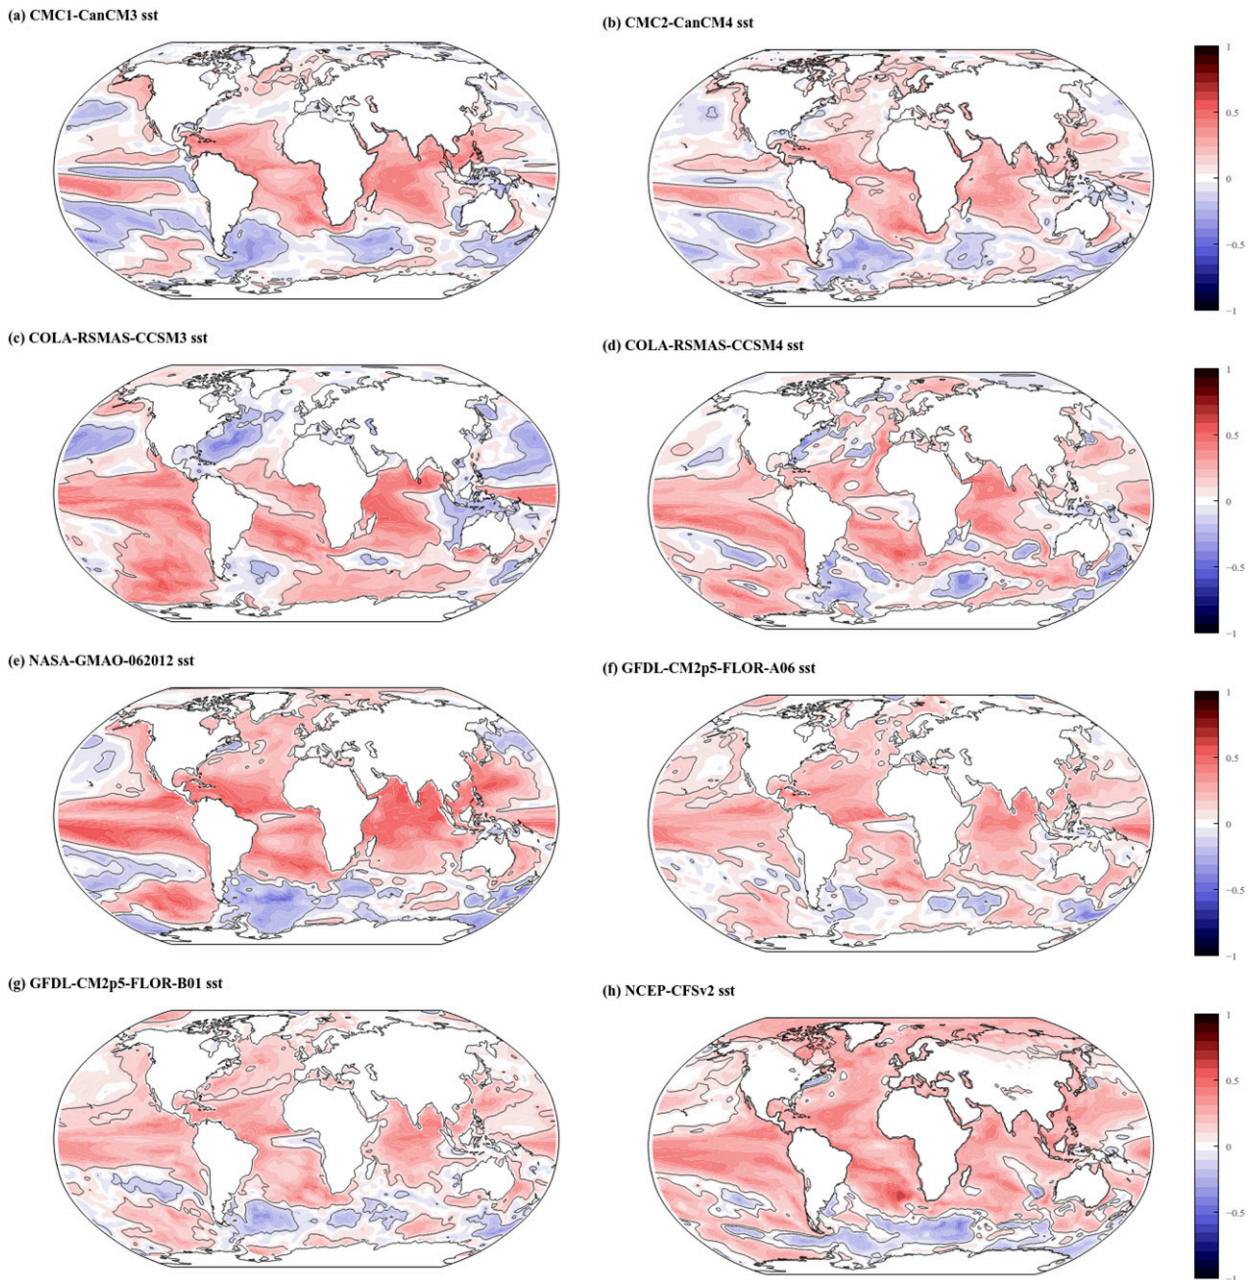 (a) CMC1-CanCM3 sst
(b) CMC2-CanCM4 sst
1
0.5
0
−0.5
−1
(c) COLA-RSMAS-CCSM3 sst
(d) COLA-RSMAS-CCSM4 sst
1
0.5
0
−0.5
−1
(e) NASA-GMAO-062012 sst
(f) GFDL-CM2p5-FLOR-A06 sst
1
0.5
0
−0.5
−1
(g) GFDL-CM2p5-FLOR-B01 sst
(h) NCEP-CFSv2 sst
1
0.5
0
−0.5
−1